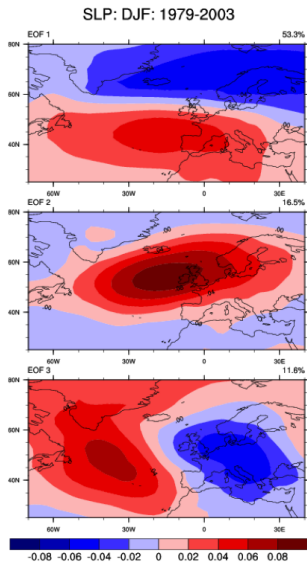 SLP: DJF: 1979-2003
EOF 1 53.3%
80N
60N
40N
60W 30W 0 30E
EOF 2 16.5%
80N
60N
40N
60W 30W 0 30E
EOF 3 11.6%
80N
60N
40N
60W 30W 0 30E
-0.08 -0.06 -0.04 -0.02 0 0.02 0.04 0.06 0.08